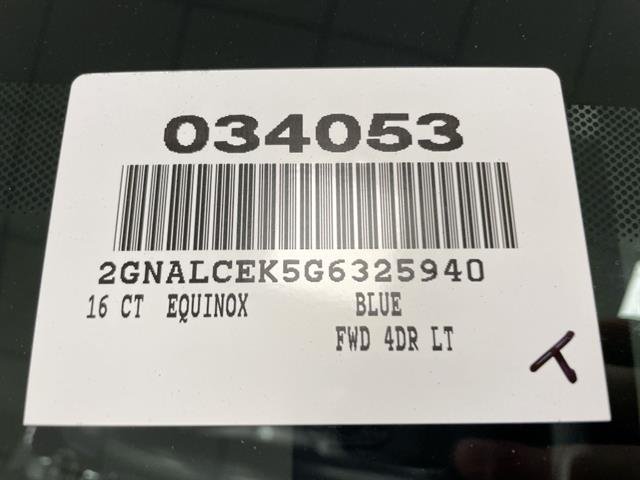 034053
2GNALCEK5G6325940
16 CT EQUINOX BLUE
FWD 4DR LT
T